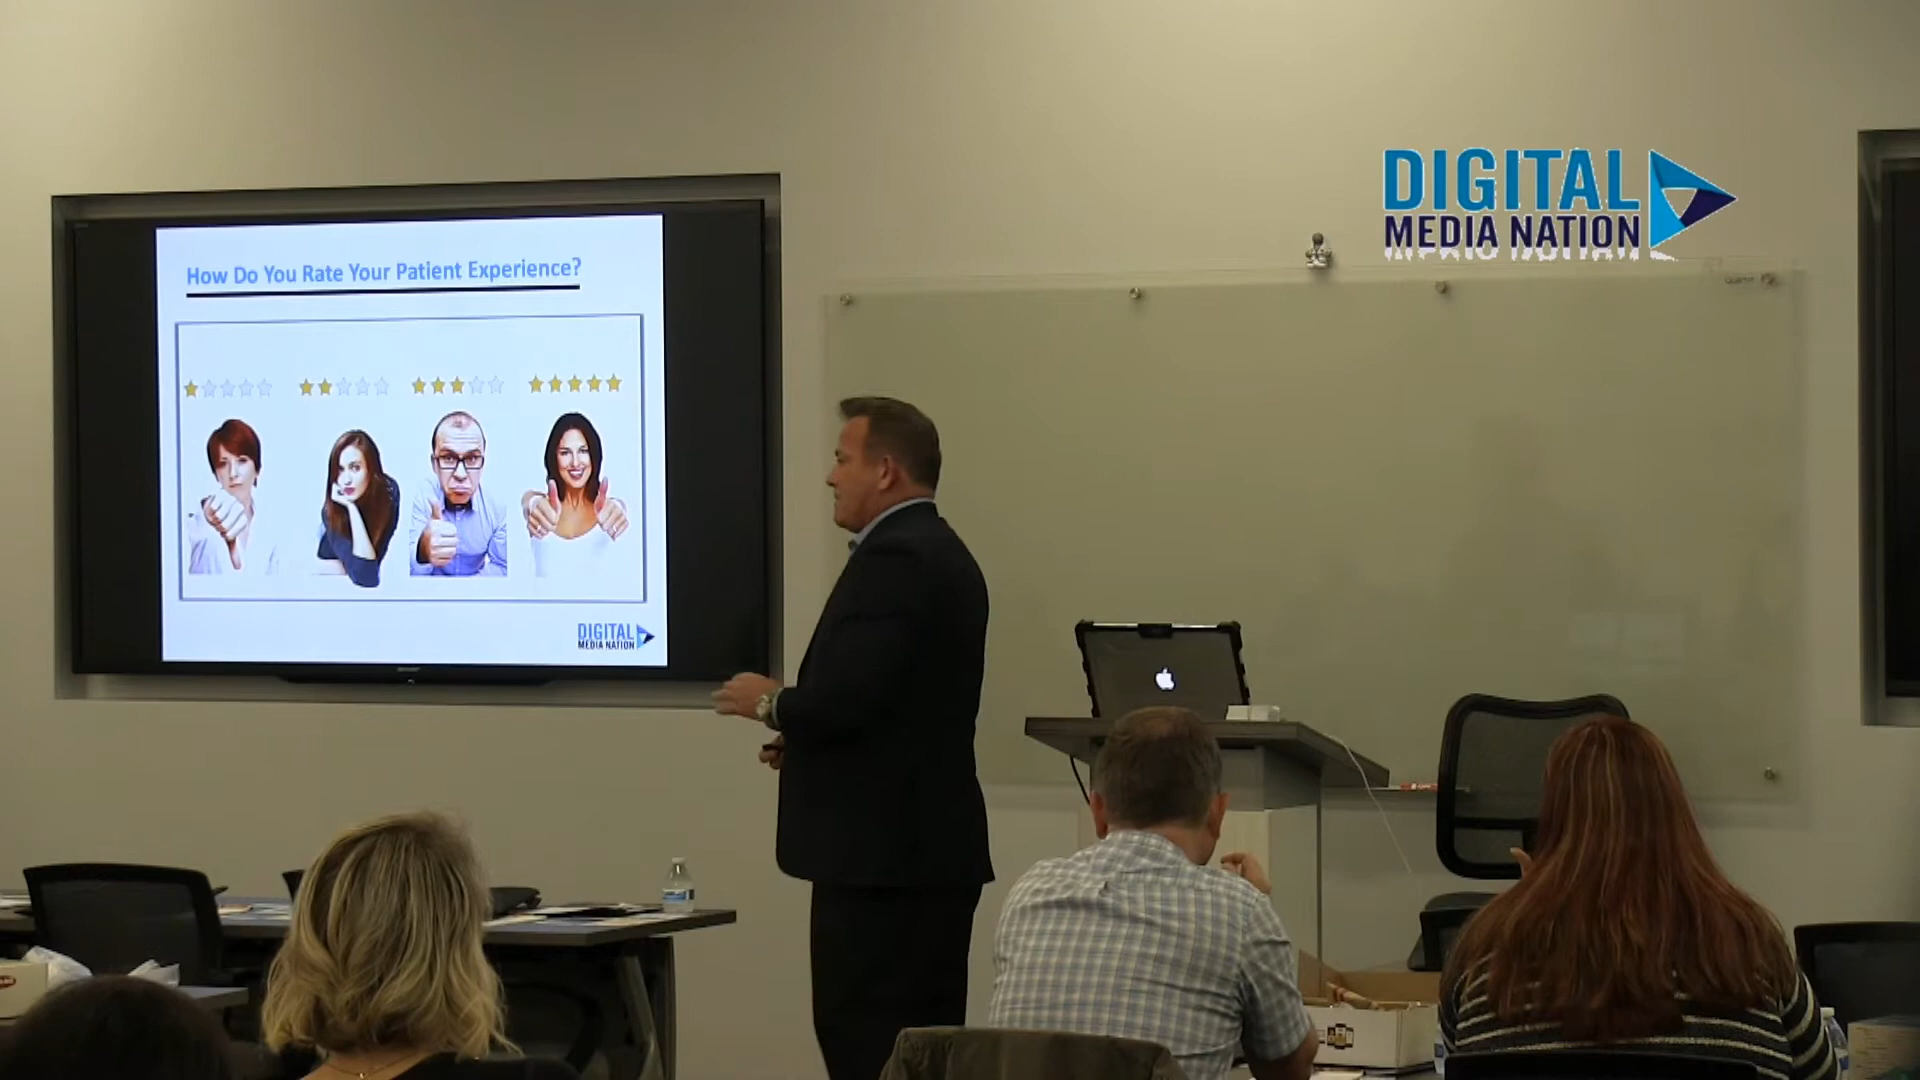 How Do You Rate Your Patient Experience?
DIGITAL
MEDIA NATION
DIGITAL
MEDIA NATION